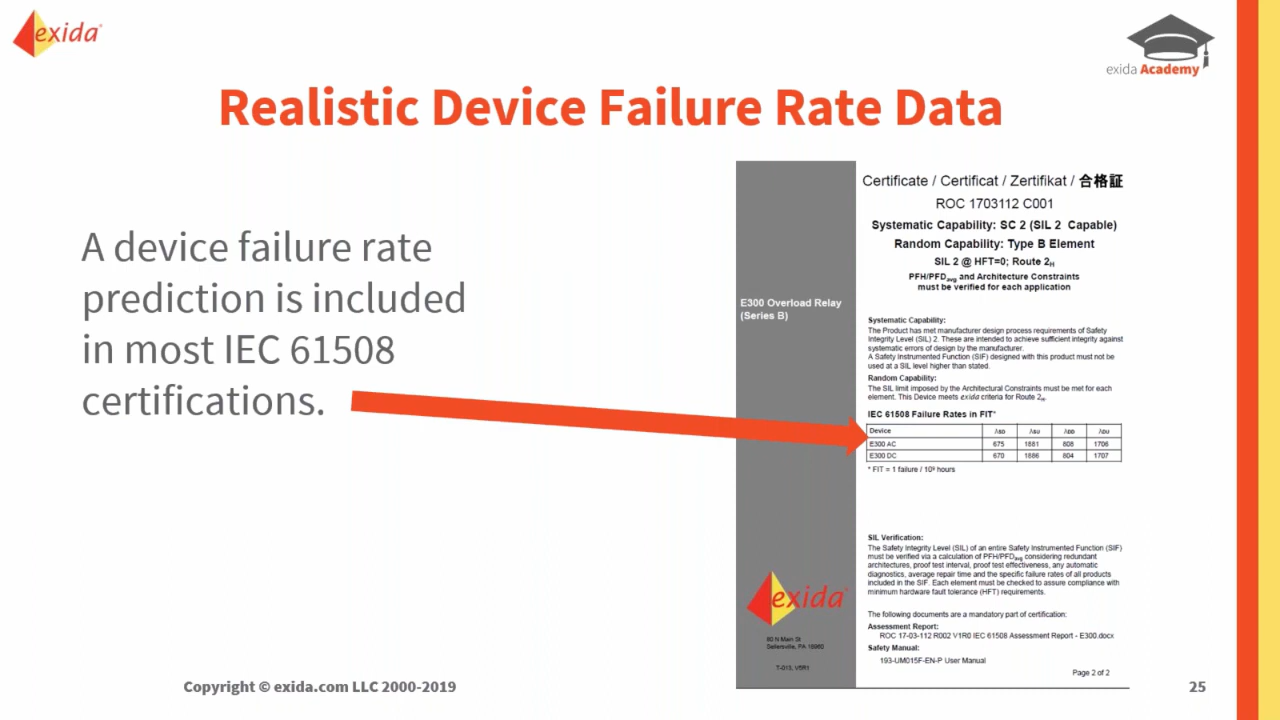 exida
exida Academy
Realistic Device Failure Rate Data
A device failure rate
prediction is included
in most IEC 61508
certifications.
E300 Overload Relay
(Series B)
exida
80 N Main St
Sellersville, PA 18960
T-013, V5R1
Certificate / Certificat / Zertifikat / 合格証
ROC 1703112 C001
Systematic Capability: SC 2 (SIL 2 Capable)
Random Capability: Type B Element
SIL 2 @ HFT=0; Route 2H
PFH/PFDavg and Architecture Constraints
must be verified for each application
Systematic Capability:
The Product has met manufacturer design process requirements of Safety
Integrity Level (SIL) 2. These are intended to achieve sufficient integrity against
systematic errors of design by the manufacturer.
A Safety Instrumented Function (SIF) designed with this product must not be
used at a SIL level higher than stated.
Random Capability:
The SIL limit imposed by the Architectural Constraints must be met for each
element. This Device meets exida criteria for Route 2H.
IEC 61508 Failure Rates in FIT*
Device λSD λSU λDD λDU
E300 AC 675 1881 808 1706
E300 DC 670 1886 804 1707
* FIT = 1 failure / 10⁹ hours
SIL Verification:
The Safety Integrity Level (SIL) of an entire Safety Instrumented Function (SIF)
must be verified via a calculation of PFH/PFDavg considering redundant
architectures, proof test interval, proof test effectiveness, any automatic
diagnostics, average repair time and the specific failure rates of all products
included in the SIF. Each element must be checked to assure compliance with
minimum hardware fault tolerance (HFT) requirements.
The following documents are a mandatory part of certification:
Assessment Report:
ROC 17-03-112 R002 V1R0 IEC 61508 Assessment Report - E300.docx
Safety Manual:
193-UM015F-EN-P User Manual
Page 2 of 2
Copyright © exida.com LLC 2000-2019
25